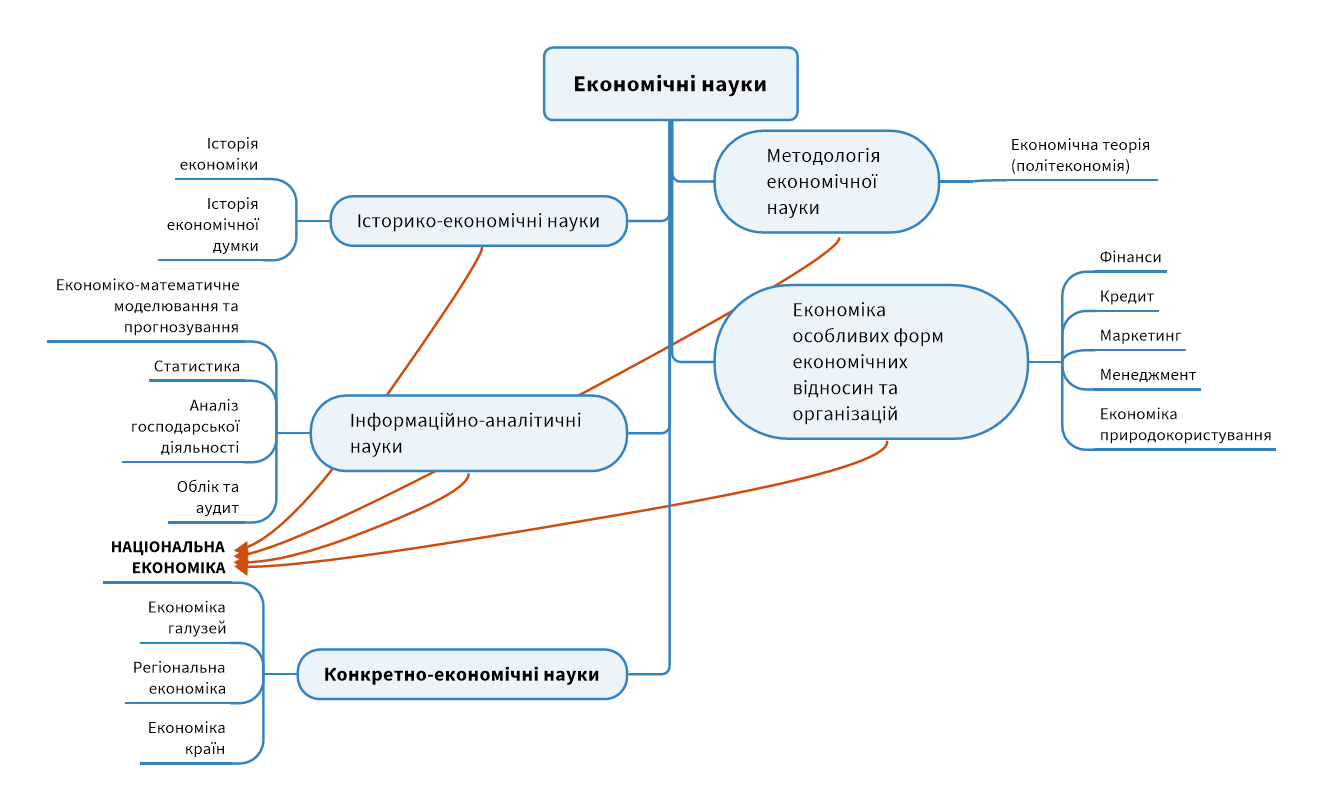 Економічні науки
Історія
економіки
Історія
економічної
думки
Історико-економічні науки
Методологія
економічної
науки
Економічна теорія
(політекономія)
Економіко-математичне
моделювання та
прогнозування
Статистика
Аналіз
господарської
діяльності
Облік та
аудит
Інформаційно-аналітичні
науки
Економіка
особливих форм
економічних
відносин та
організацій
Фінанси
Кредит
Маркетинг
Менеджмент
Економіка
природокористування
НАЦІОНАЛЬНА
ЕКОНОМІКА
Економіка
галузей
Регіональна
економіка
Економіка
країн
Конкретно-економічні науки